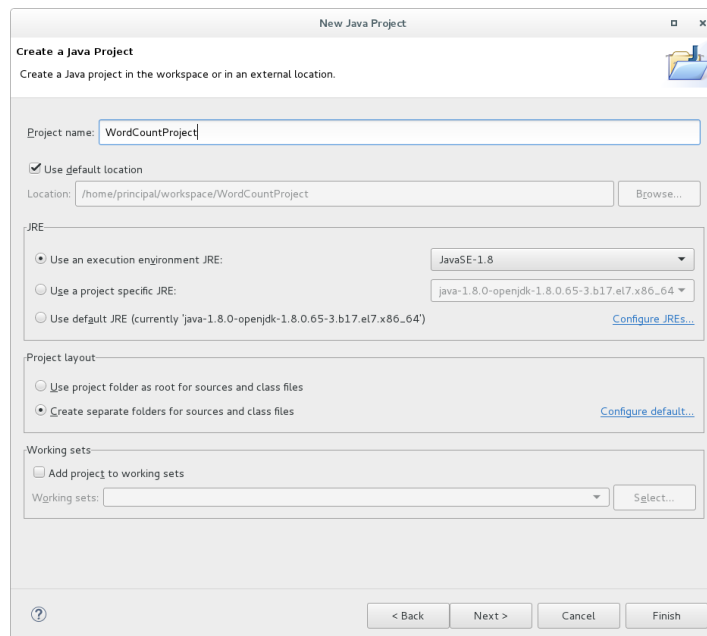 New Java Project
Create a Java Project
Create a Java project in the workspace or in an external location.
Project name: WordCountProject
Use default location
Location: /home/principal/workspace/WordCountProject Browse...
JRE
Use an execution environment JRE: JavaSE-1.8
Use a project specific JRE: java-1.8.0-openjdk-1.8.0.65-3.b17.el7.x86_64
Use default JRE (currently 'java-1.8.0-openjdk-1.8.0.65-3.b17.el7.x86_64') Configure JREs...
Project layout
Use project folder as root for sources and class files
Create separate folders for sources and class files Configure default...
Working sets
Add project to working sets
Working sets: Select...
? < Back Next > Cancel Finish